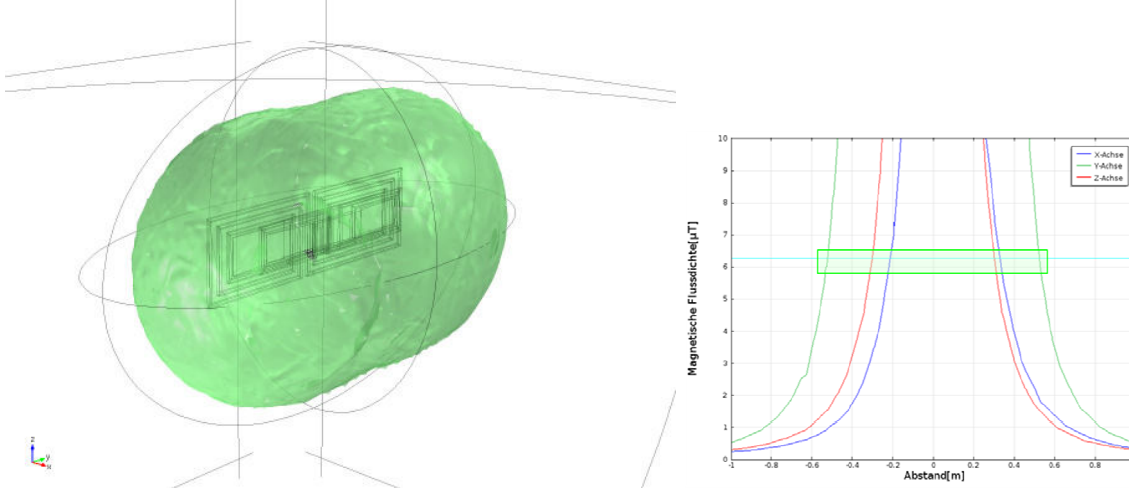 z
y
x
10
9
8
7
6
5
4
3
2
1
0
-1
-0.8
-0.6
-0.4
-0.2
0
0.2
0.4
0.6
0.8
Magnetische Flussdichte[µT]
Abstand[m]
X-Achse
Y-Achse
Z-Achse